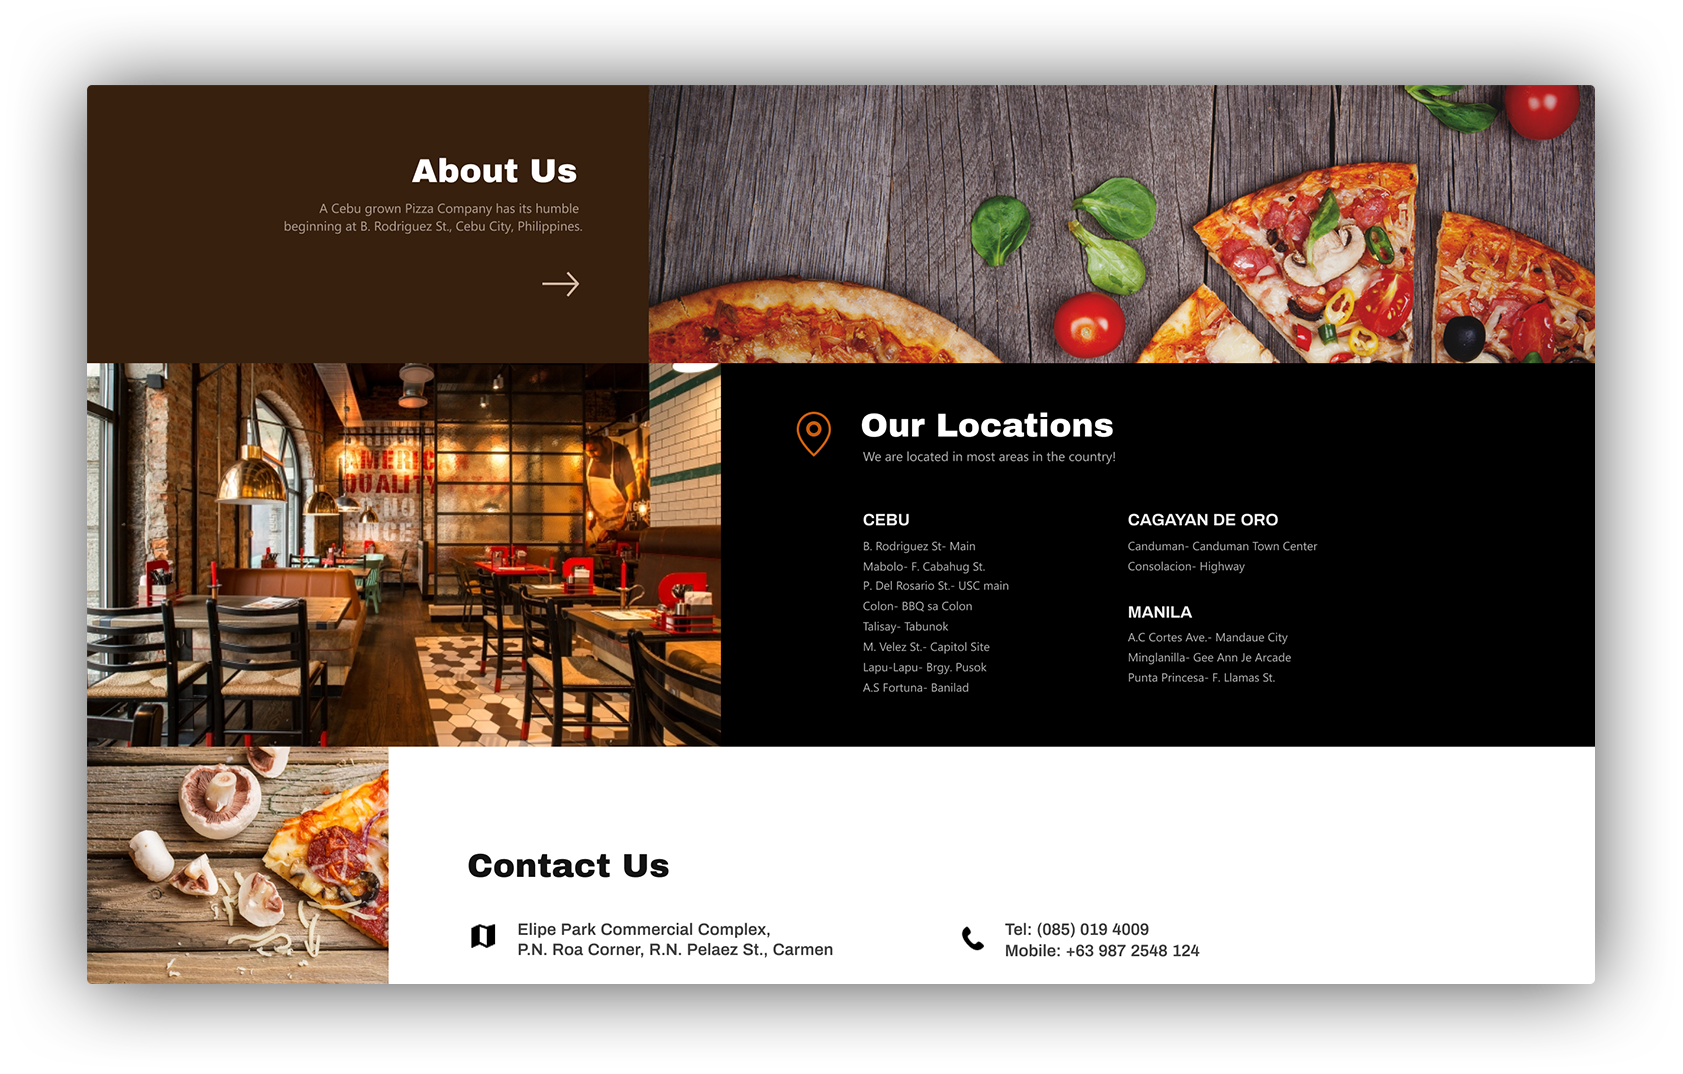 About Us
A Cebu grown Pizza Company has its humble
beginning at B. Rodriguez St., Cebu City, Philippines.
AMERIC
QUALITY
Our Locations
We are located in most areas in the country!
CEBU
B. Rodriguez St- Main
Mabolo- F. Cabahug St.
P. Del Rosario St.- USC main
Colon- BBQ sa Colon
Talisay- Tabunok
M. Velez St.- Capitol Site
Lapu-Lapu- Brgy. Pusok
A.S Fortuna- Banilad
CAGAYAN DE ORO
Canduman- Canduman Town Center
Consolacion- Highway
MANILA
A.C Cortes Ave.- Mandaue City
Minglanilla- Gee Ann Je Arcade
Punta Princesa- F. Llamas St.
Contact Us
Elipe Park Commercial Complex,
P.N. Roa Corner, R.N. Pelaez St., Carmen
Tel: (085) 019 4009
Mobile: +63 987 2548 124